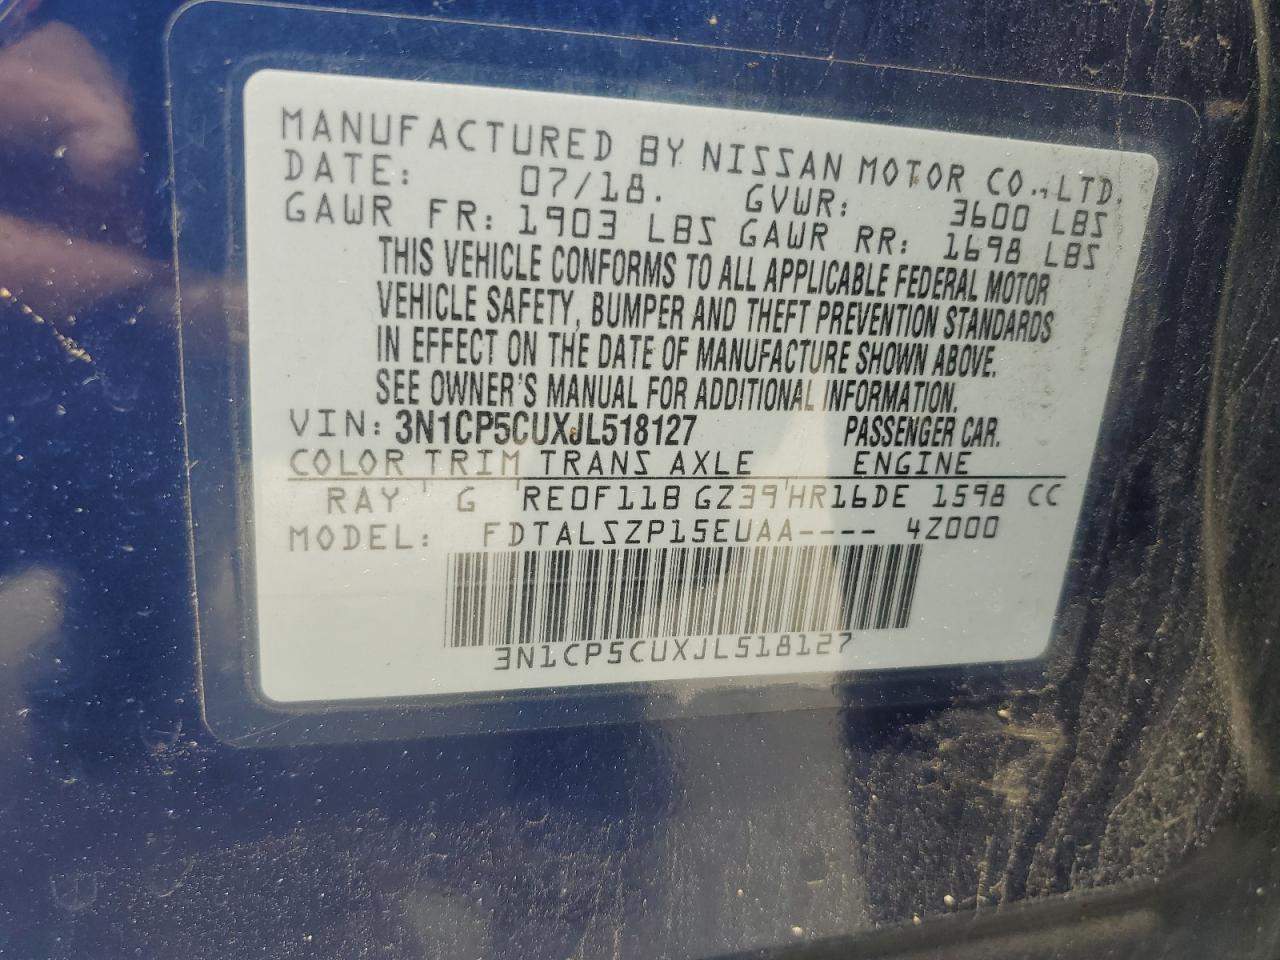 MANUFACTURED BY NISSAN MOTOR CO., LTD.
DATE: 07/18. GVWR: 3600 LBS
GAWR FR: 1903 LBS GAWR RR: 1698 LBS
THIS VEHICLE CONFORMS TO ALL APPLICABLE FEDERAL MOTOR
VEHICLE SAFETY, BUMPER AND THEFT PREVENTION STANDARDS
IN EFFECT ON THE DATE OF MANUFACTURE SHOWN ABOVE.
SEE OWNER'S MANUAL FOR ADDITIONAL INFORMATION.
VIN: 3N1CP5CUXJL518127 PASSENGER CAR.
COLOR TRIM TRANS AXLE ENGINE
RAY G RE0F11B GZ39 HR16DE 1598 CC
MODEL: FDTALSZP15EUAA---- 4Z000
3N1CP5CUXJL518127